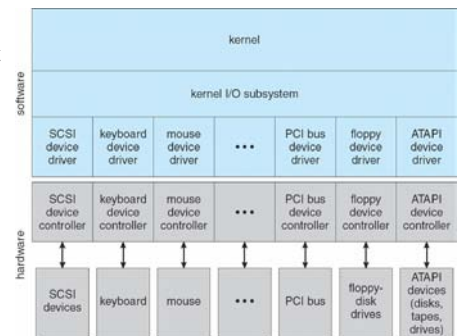 kernel
software
kernel I/O subsystem
SCSI
device
driver
keyboard
device
driver
mouse
device
driver
•••
PCI bus
device
driver
floppy
device
driver
ATAPI
device
driver
hardware
SCSI
device
controller
keyboard
device
controller
mouse
device
controller
•••
PCI bus
device
controller
floppy
device
controller
ATAPI
device
controller
SCSI
devices
keyboard
mouse
•••
PCI bus
floppy-
disk
drives
ATAPI
devices
(disks,
tapes,
drives)